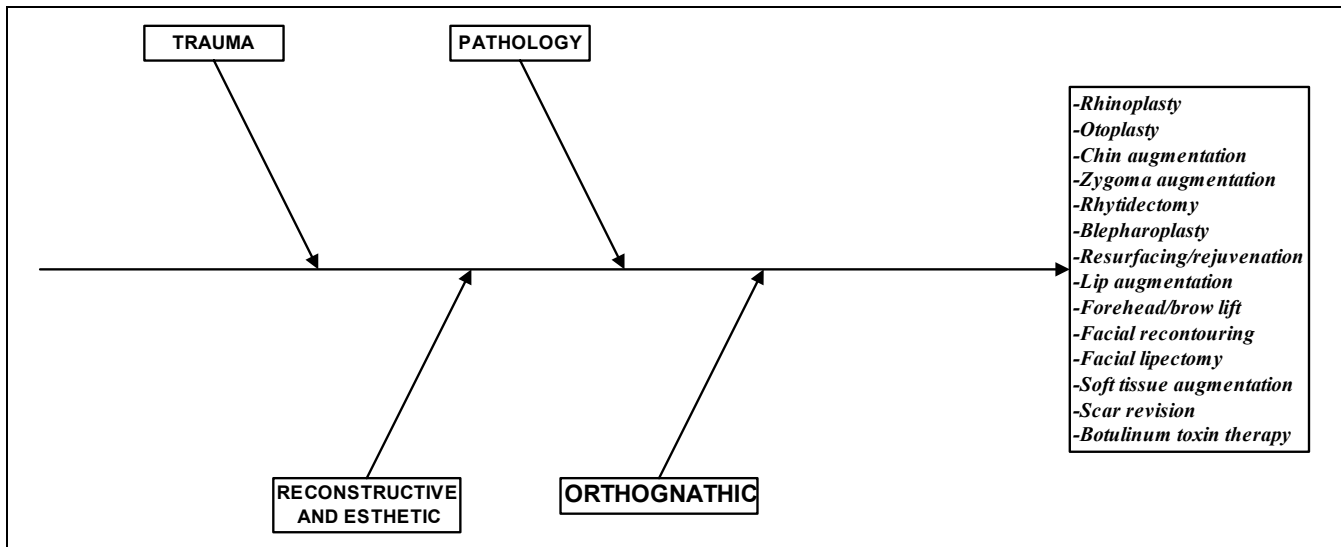 TRAUMA
PATHOLOGY
-Rhinoplasty
-Otoplasty
-Chin augmentation
-Zygoma augmentation
-Rhytidectomy
-Blepharoplasty
-Resurfacing/rejuvenation
-Lip augmentation
-Forehead/brow lift
-Facial recontouring
-Facial lipectomy
-Soft tissue augmentation
-Scar revision
-Botulinum toxin therapy
RECONSTRUCTIVE
AND ESTHETIC
ORTHOGNATHIC